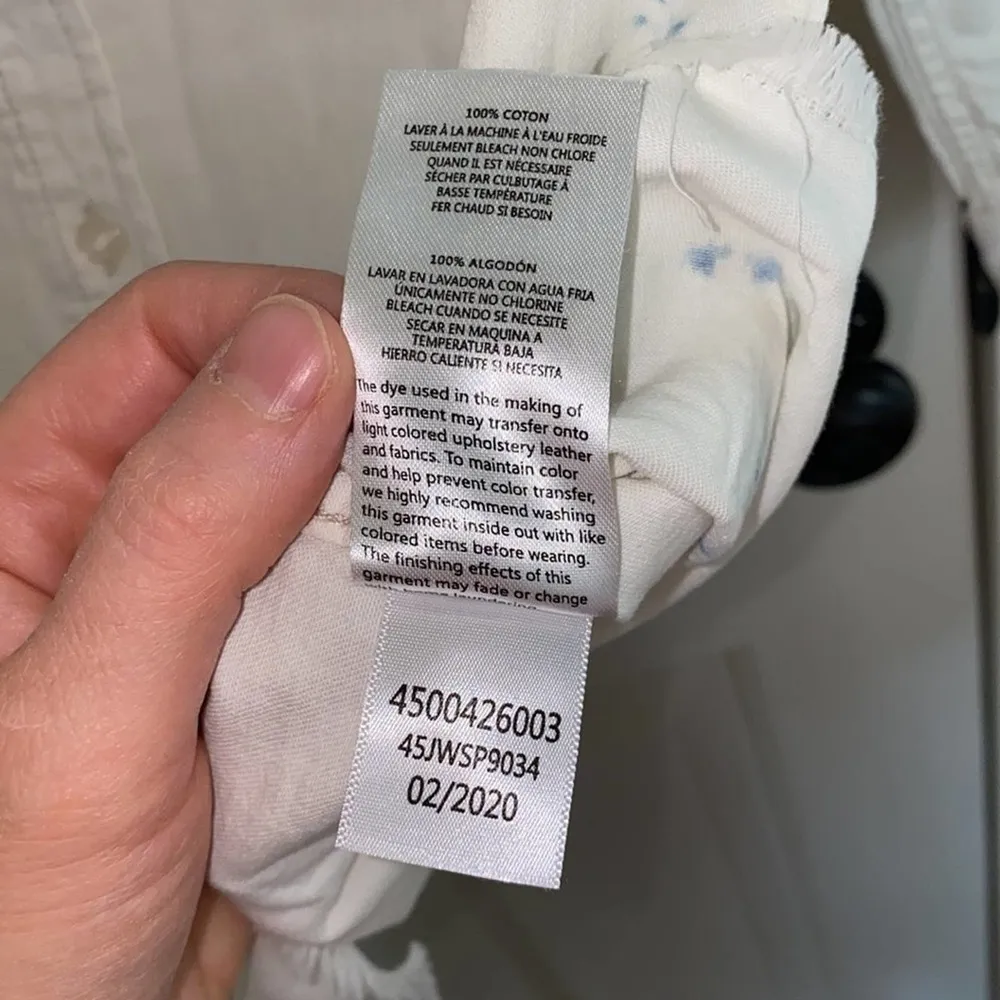 100% COTON
LAVER À LA MACHINE À L'EAU FROIDE
SEULEMENT BLEACH NON CHLORE
QUAND IL EST NÉCESSAIRE
SÉCHER PAR CULBUTAGE À
BASSE TEMPÉRATURE
FER CHAUD SI BESOIN
100% ALGODÓN
LAVAR EN LAVADORA CON AGUA FRIA
ÚNICAMENTE NO CHLORINE
BLEACH CUANDO SE NECESITE
SECAR EN MAQUINA A
TEMPERATURA BAJA
HIERRO CALIENTE SI NECESITA
The dye used in the making of
this garment may transfer onto
light colored upholstery leather
and fabrics. To maintain color
and help prevent color transfer,
we highly recommend washing
this garment inside out with like
colored items before wearing.
The finishing effects of this
garment may fade or change
4500426003
45JWSP9034
02/2020